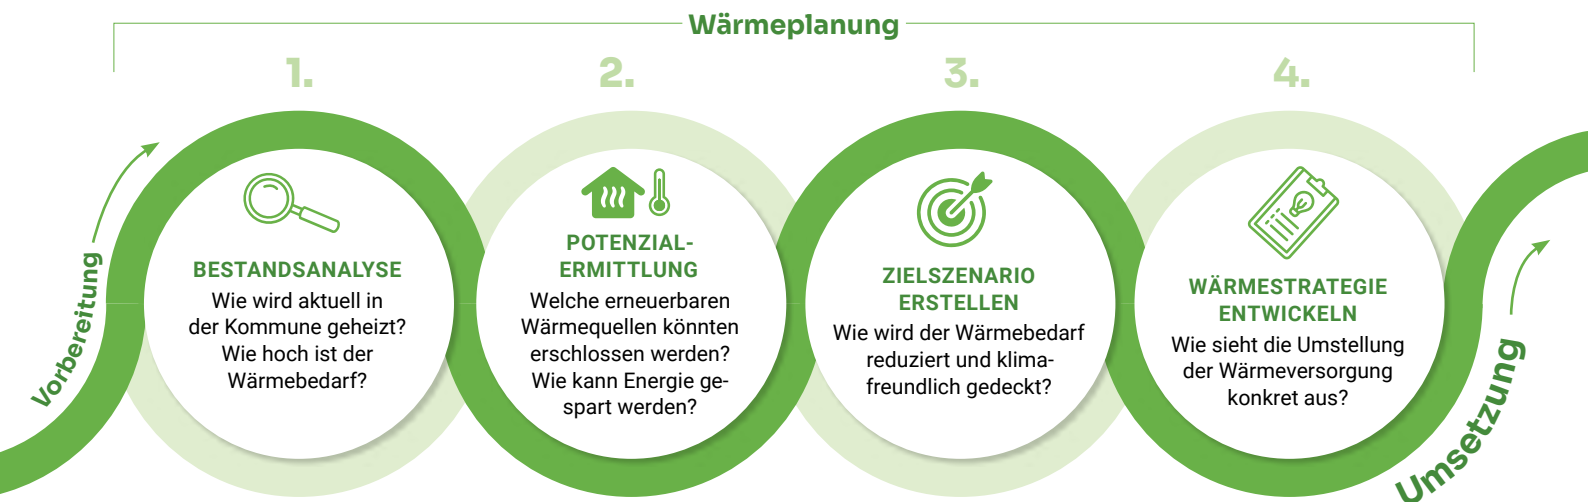 Wärmeplanung
Vorbereitung
1.
BESTANDSANALYSE
Wie wird aktuell in
der Kommune geheizt?
Wie hoch ist der
Wärmebedarf?
2.
POTENZIAL-
ERMITTLUNG
Welche erneuerbaren
Wärmequellen könnten
erschlossen werden?
Wie kann Energie ge-
spart werden?
3.
ZIELSZENARIO
ERSTELLEN
Wie wird der Wärmebedarf
reduziert und klima-
freundlich gedeckt?
4.
WÄRMESTRATEGIE
ENTWICKELN
Wie sieht die Umstellung
der Wärmeversorgung
konkret aus?
Umsetzung